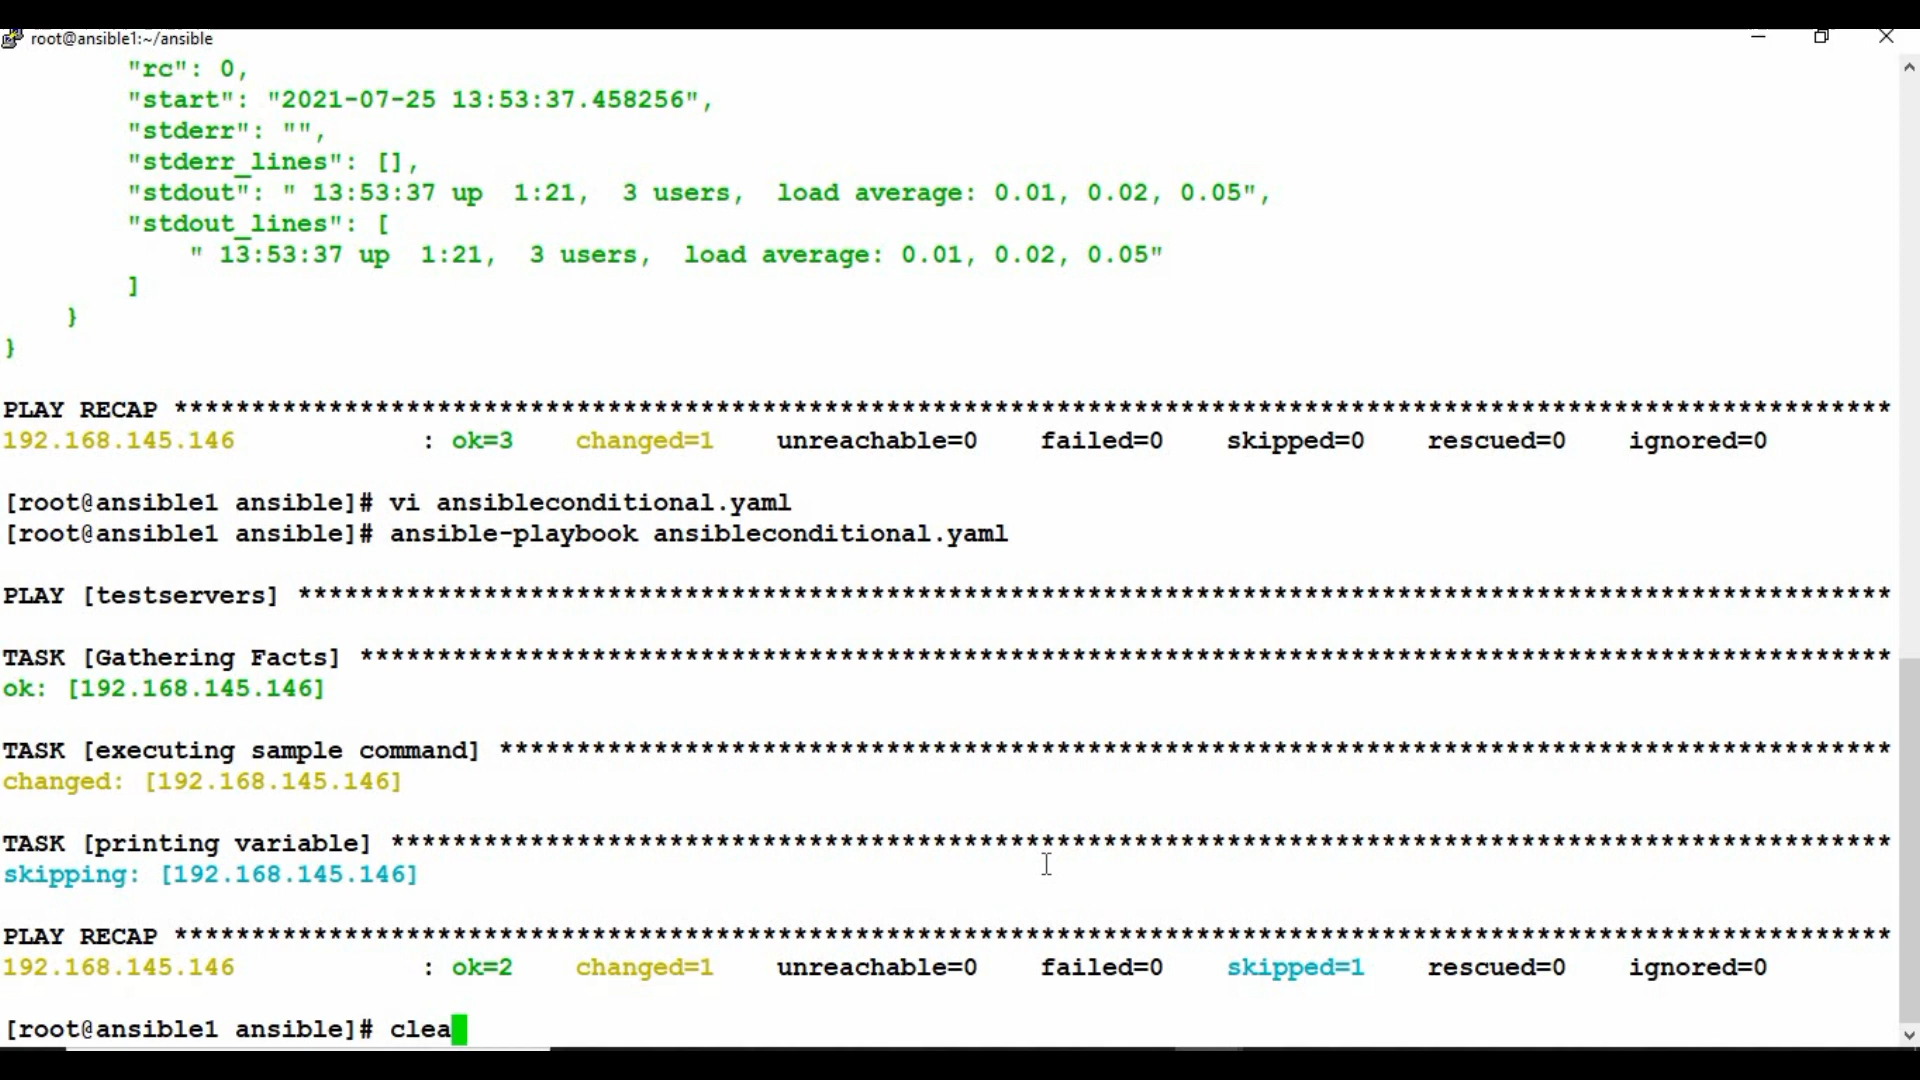 root@ansible1:~/ansible
"rc": 0,
"start": "2021-07-25 13:53:37.458256",
"stderr": "",
"stderr_lines": [],
"stdout": " 13:53:37 up  1:21,  3 users,  load average: 0.01, 0.02, 0.05",
"stdout_lines": [
" 13:53:37 up  1:21,  3 users,  load average: 0.01, 0.02, 0.05"
]
}
}
PLAY RECAP ***************************************************************************************************************
192.168.145.146            : ok=3    changed=1    unreachable=0    failed=0    skipped=0    rescued=0    ignored=0
[root@ansible1 ansible]# vi ansibleconditional.yaml
[root@ansible1 ansible]# ansible-playbook ansibleconditional.yaml
PLAY [testservers] *******************************************************************************************************
TASK [Gathering Facts] ***************************************************************************************************
ok: [192.168.145.146]
TASK [executing sample command] ******************************************************************************************
changed: [192.168.145.146]
TASK [printing variable] *************************************************************************************************
skipping: [192.168.145.146]
PLAY RECAP ***************************************************************************************************************
192.168.145.146            : ok=2    changed=1    unreachable=0    failed=0    skipped=1    rescued=0    ignored=0
[root@ansible1 ansible]# clea